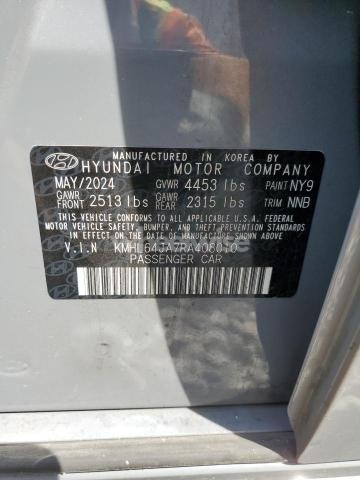 MANUFACTURED IN KOREA BY
HYUNDAI MOTOR COMPANY
MAY/2024 GVWR 4453 lbs PAINT NY9
GAWR FRONT 2513 lbs GAWR REAR 2315 lbs TRIM NNB
THIS VEHICLE CONFORMS TO ALL APPLICABLE U.S.A. FEDERAL
MOTOR VEHICLE SAFETY, BUMPER, AND THEFT PREVENTION STANDARDS
IN EFFECT ON THE DATE OF MANUFACTURE SHOWN ABOVE.
V.I.N KMHL64JA7RA406010
PASSENGER CAR